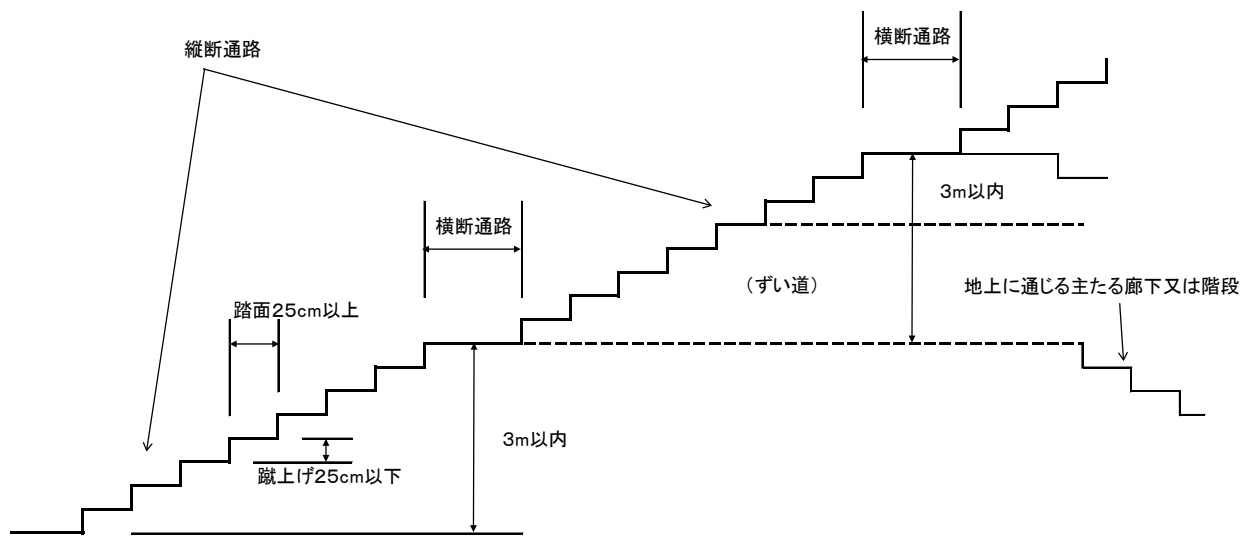 横断通路
縦断通路
3m以内
横断通路
(ずい道)
地上に通じる主たる廊下又は階段
踏面25cm以上
3m以内
蹴上げ25cm以下